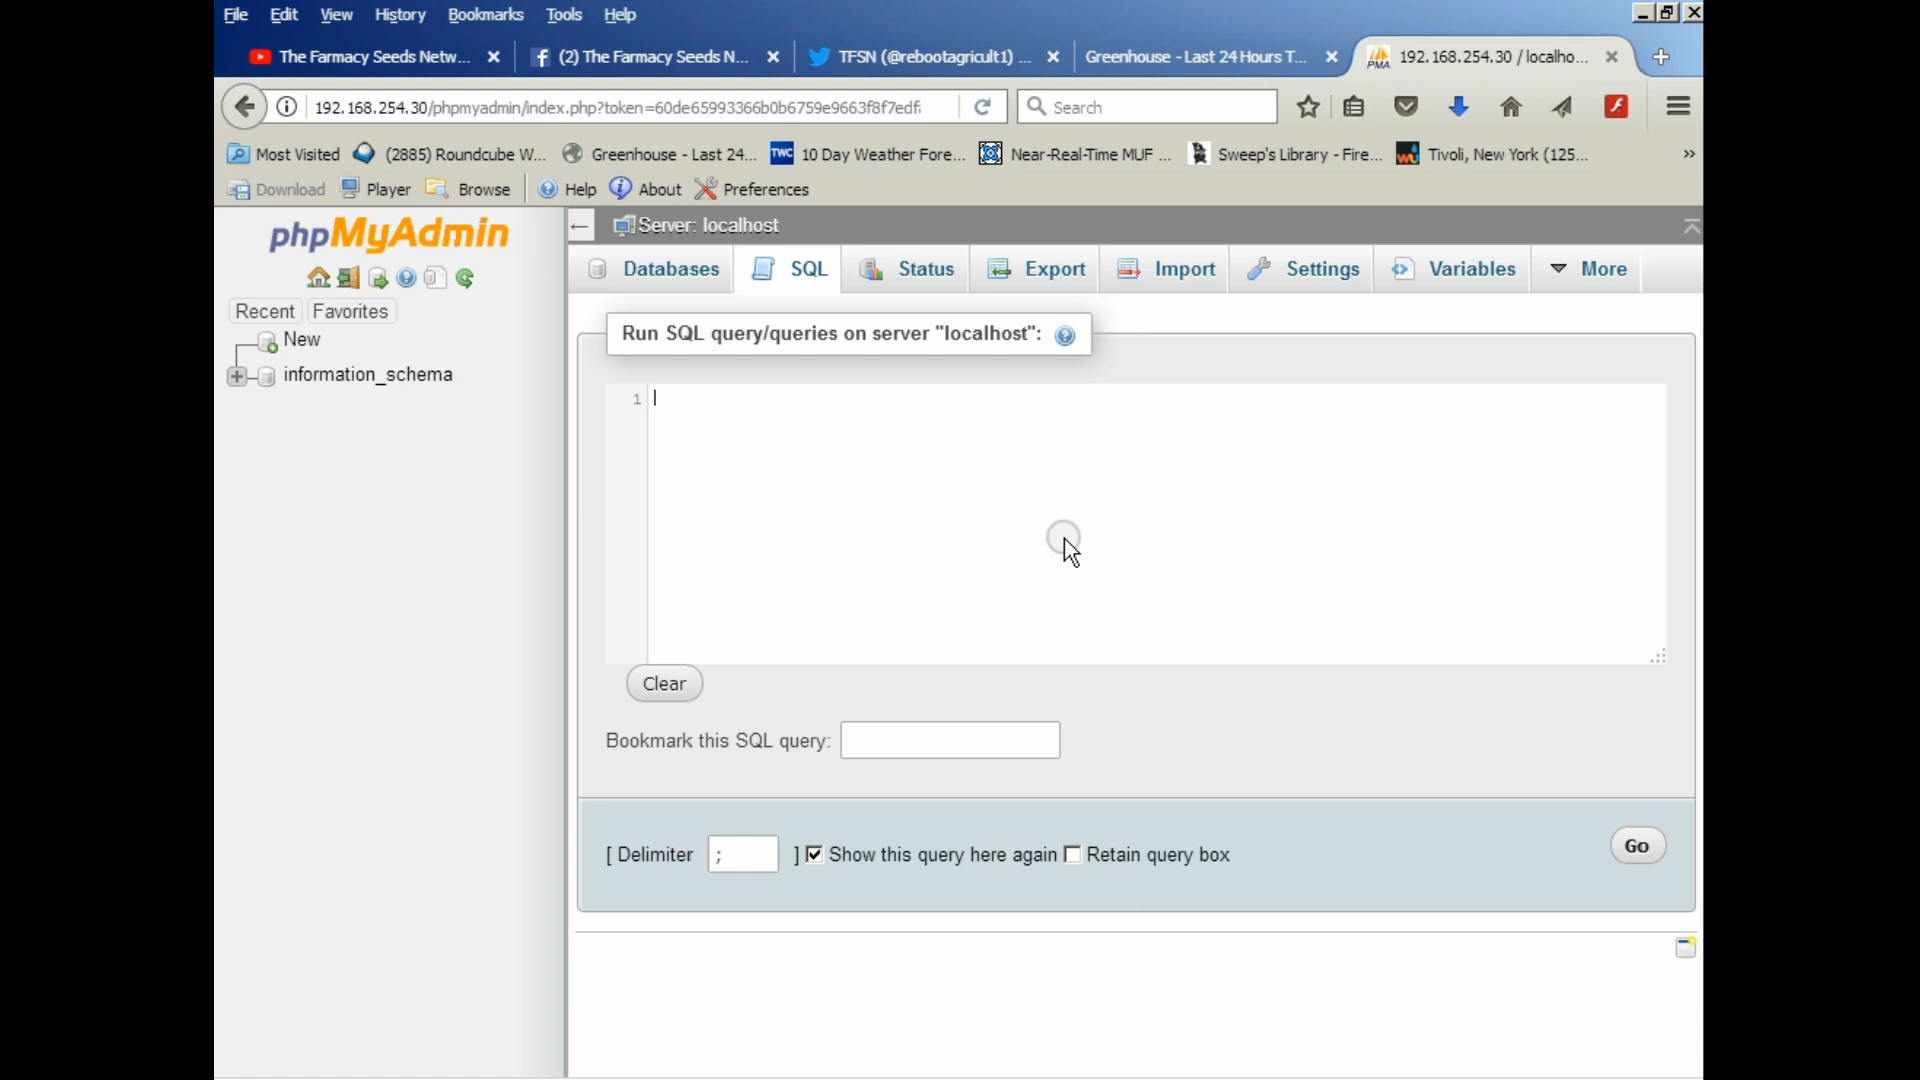 File Edit View History Bookmarks Tools Help
The Farmacy Seeds Netw... (2) The Farmacy Seeds N... TFSN (@rebootagricult1) ... Greenhouse - Last 24 Hours T... PMA 192.168.254.30 / localho...
192.168.254.30/phpmyadmin/index.php?token=60de65993366b0b6759e9663f8f7edf Search
Most Visited (2885) Roundcube W... Greenhouse - Last 24... TWC 10 Day Weather Fore... Near-Real-Time MUF ... Sweep's Library - Fire... wu Tivoli, New York (125... »
Download Player Browse Help About Preferences
phpMyAdmin
Recent Favorites
New
information_schema
Server: localhost
Databases SQL Status Export Import Settings Variables More
Run SQL query/queries on server "localhost":
1
Clear
Bookmark this SQL query:
[ Delimiter ; ] Show this query here again Retain query box
Go